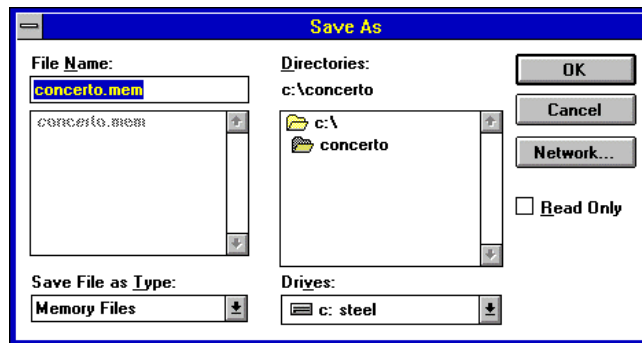 Save As
File Name:
concerto.mem
concerto.mem
Save File as Type:
Memory Files
Directories:
c:\concerto
c:\
concerto
Drives:
c: steel
OK
Cancel
Network...
Read Only